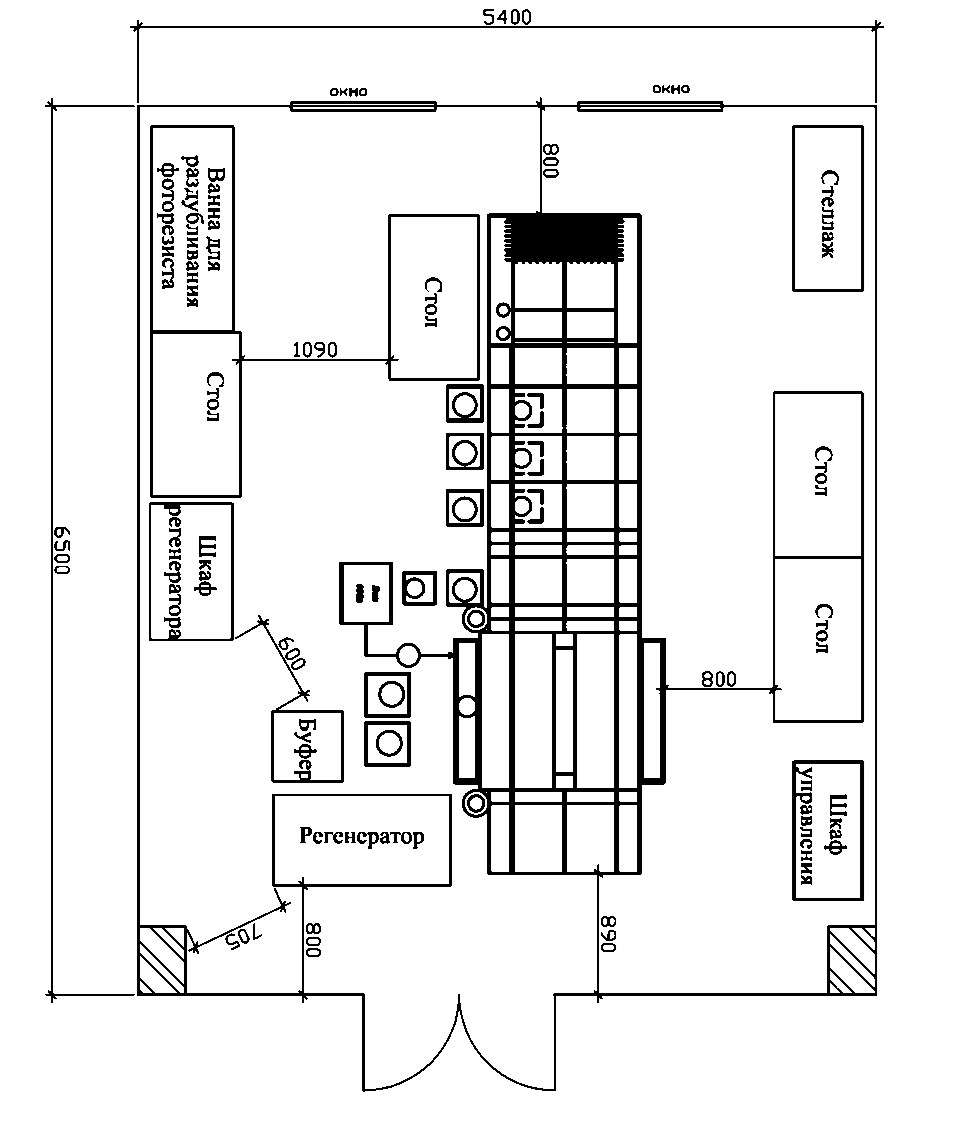 5400
окно
окно
800
Ванна для
раздубливания
фоторезиста
Стеллаж
Стол
1090
Стол
Стол
6500
Шкаф
регенератора
Стол
600
800
Буфер
Шкаф
управления
Регенератор
705
800
890